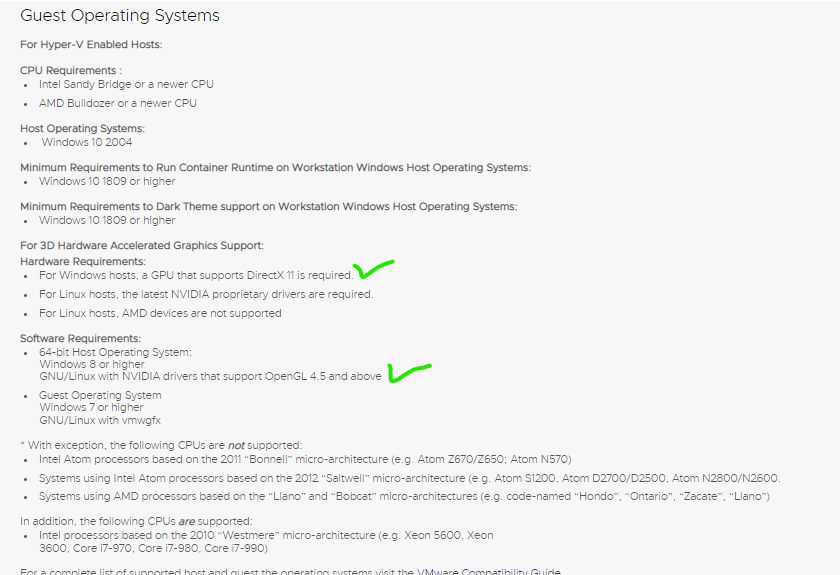 Guest Operating Systems
For Hyper-V Enabled Hosts:
CPU Requirements :
• Intel Sandy Bridge or a newer CPU
• AMD Bulldozer or a newer CPU
Host Operating Systems:
• Windows 10 2004
Minimum Requirements to Run Container Runtime on Workstation Windows Host Operating Systems:
• Windows 10 1809 or higher
Minimum Requirements to Dark Theme support on Workstation Windows Host Operating Systems:
• Windows 10 1809 or higher
For 3D Hardware Accelerated Graphics Support:
Hardware Requirements:
• For Windows hosts, a GPU that supports DirectX 11 is required.
• For Linux hosts, the latest NVIDIA proprietary drivers are required.
• For Linux hosts, AMD devices are not supported
Software Requirements:
• 64-bit Host Operating System:
Windows 8 or higher
GNU/Linux with NVIDIA drivers that support OpenGL 4.5 and above
• Guest Operating System
Windows 7 or higher
GNU/Linux with vmwgfx
* With exception, the following CPUs are not supported:
• Intel Atom processors based on the 2011 “Bonnell” micro-architecture (e.g. Atom Z670/Z650; Atom N570)
• Systems using Intel Atom processors based on the 2012 “Saltwell” micro-architecture (e.g. Atom S1200, Atom D2700/D2500, Atom N2800/N2600.
• Systems using AMD processors based on the “Llano” and “Bobcat” micro-architectures (e.g. code-named “Hondo”, “Ontario”, “Zacate”, “Llano”)
In addition, the following CPUs are supported:
• Intel processors based on the 2010 “Westmere” micro-architecture (e.g. Xeon 5600, Xeon
3600, Core i7-970, Core i7-980, Core i7-990)
For a complete list of supported host and guest the operating systems visit the VMware Compatibility Guide